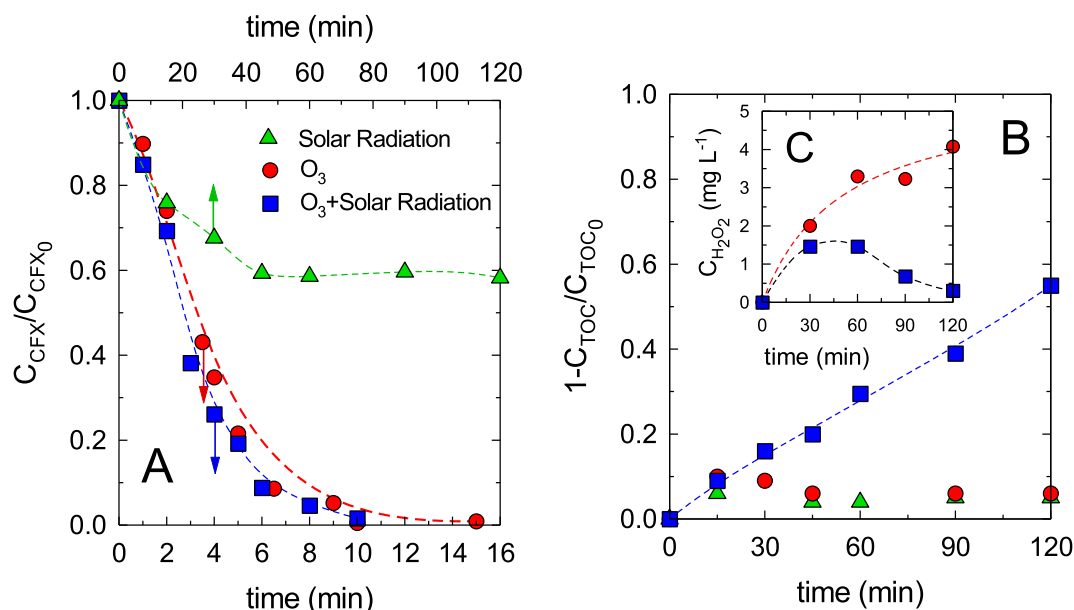 time (min)
0 20 40 60 80 100 120
1.0
0.8
0.6
0.4
0.2
0.0
C_CFX/C_CFX_0
Solar Radiation
O₃
O₃+Solar Radiation
A
0 2 4 6 8 10 12 14 16
time (min)
1.0
0.8
0.6
0.4
0.2
0.0
1-C_TOC/C_TOC_0
B
C
5
4
3
2
1
0
C_H₂O₂ (mg L⁻¹)
0 30 60 90 120
time (min)
0 30 60 90 120
time (min)